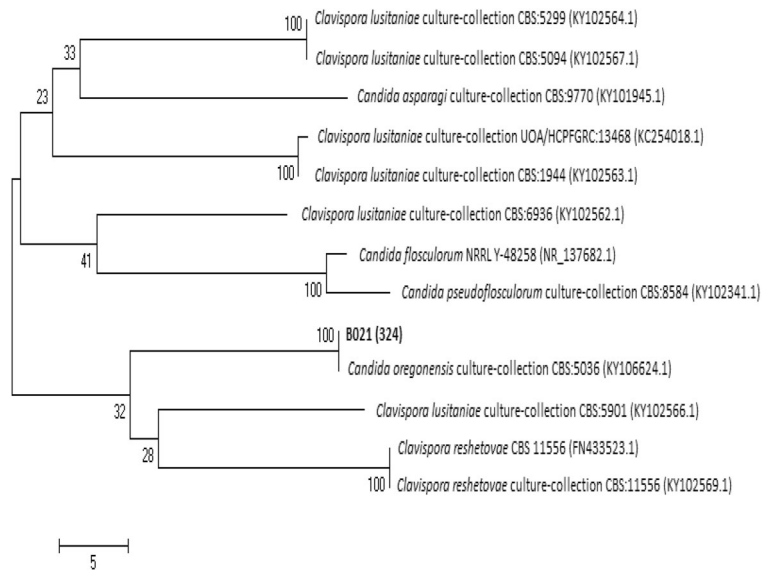 100
Clavispora lusitaniae culture-collection CBS:5299 (KY102564.1)
33
Clavispora lusitaniae culture-collection CBS:5094 (KY102567.1)
23
Candida asparagi culture-collection CBS:9770 (KY101945.1)
Clavispora lusitaniae culture-collection UOA/HCPFGRC:13468 (KC254018.1)
100
Clavispora lusitaniae culture-collection CBS:1944 (KY102563.1)
Clavispora lusitaniae culture-collection CBS:6936 (KY102562.1)
41
Candida flosculorum NRRL Y-48258 (NR_137682.1)
100
Candida pseudoflosculorum culture-collection CBS:8584 (KY102341.1)
100
B021 (324)
Candida oregonensis culture-collection CBS:5036 (KY106624.1)
32
Clavispora lusitaniae culture-collection CBS:5901 (KY102566.1)
28
Clavispora reshetovae CBS 11556 (FN433523.1)
100
Clavispora reshetovae culture-collection CBS:11556 (KY102569.1)
5